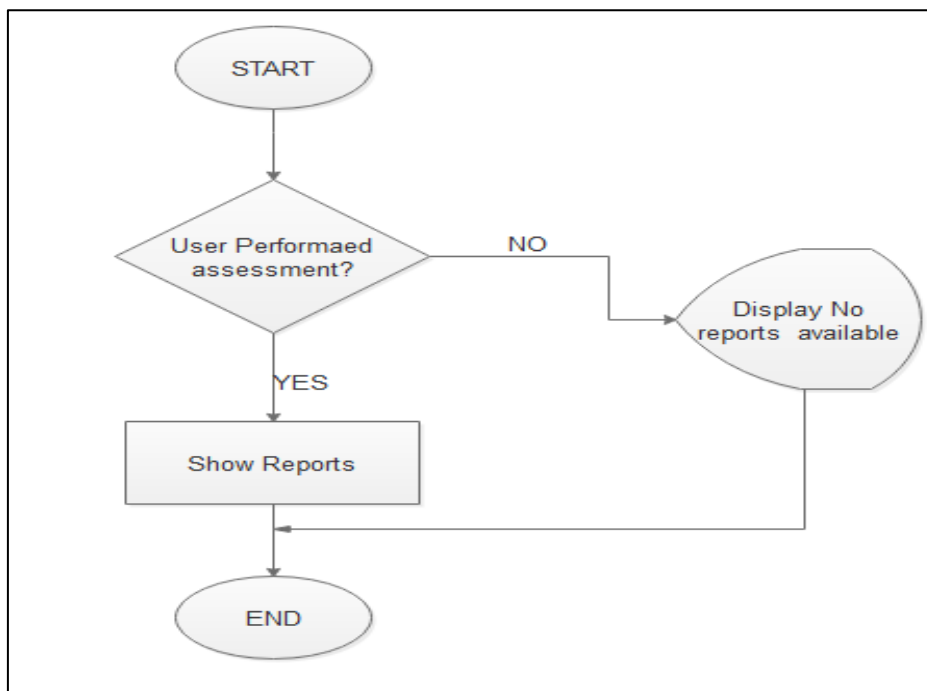 START
User Performaed
assessment?
NO
Display No
reports available
YES
Show Reports
END